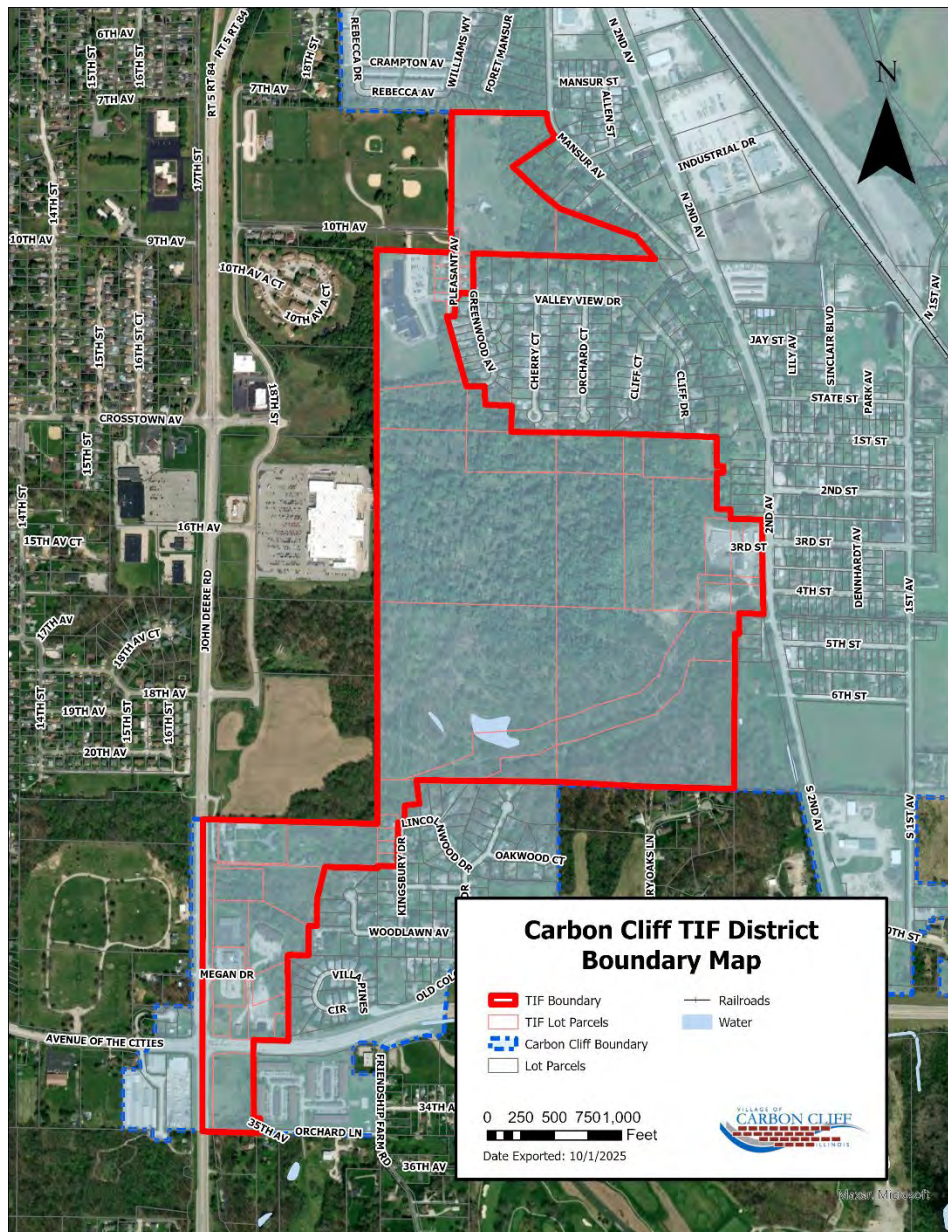 6TH AV
15TH ST
16TH ST
7TH AV
RT 5 RT 84
RT 5 RT 84
17TH ST
7TH AV
18TH ST
REBECCA DR
CRAMPTON AV
REBECCA AV
WILLIAMS WY
FORET MANSUR
N 2ND AV
MANSUR ST
ALLEN ST
MANSUR AV
INDUSTRIAL DR
N
14TH ST
10TH AV
9TH AV
10TH AV
10TH AV A CT
10TH AV A CT
PLEASANT AV
N 2ND AV
N 1ST AV
15TH ST
16TH CT
GREENWOOD AV
VALLEY VIEW DR
CHERRY CT
ORCHARD CT
CLIFF CT
CLIFF DR
JAY ST
LILY AV
SINCLAIR BLVD
PARK AV
STATE ST
1ST ST
CROSSTOWN AV
18TH ST
15TH ST
14TH ST
15TH AV CT
16TH AV
2ND ST
2ND AV
3RD ST
3RD ST
DENNHARDT AV
4TH ST
1ST AV
5TH ST
6TH ST
JOHN DEERE RD
17TH AV
18TH AV CT
18TH AV
14TH ST
19TH AV
15TH ST
16TH ST
20TH AV
S 2ND AV
S 1ST AV
LINCOLNWOOD DR
KINGSBURY DR
OAKWOOD CT
RY OAKS LN
DR
WOODLAWN AV
0TH ST
MEGAN DR
VILLA PINES
CIR
OLD COL
AVENUE OF THE CITIES
35TH AV
ORCHARD LN
FRIENDSHIP FARM RD
34TH A
36TH AV
Carbon Cliff TIF District
Boundary Map
TIF Boundary
TIF Lot Parcels
Carbon Cliff Boundary
Lot Parcels
Railroads
Water
0 250 500 750 1,000
Feet
Date Exported: 10/1/2025
VILLAGE OF
CARBON CLIFF
ILLINOIS
Maxar, Microsoft